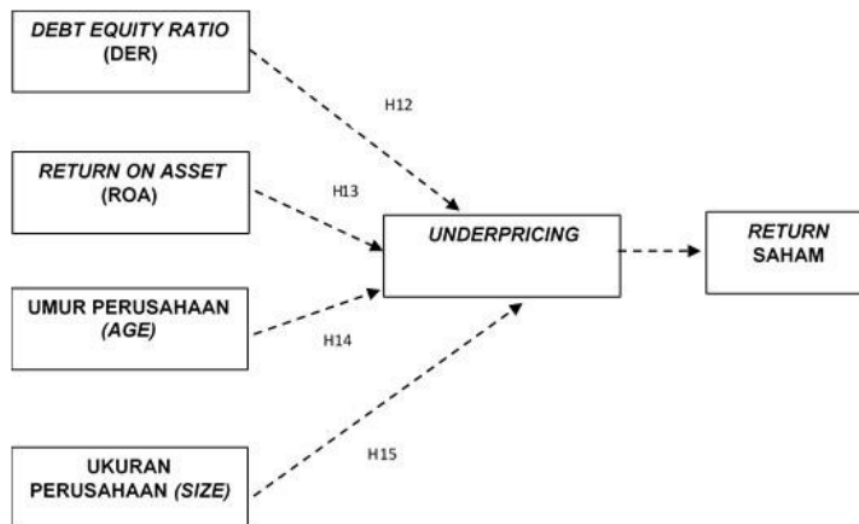 DEBT EQUITY RATIO
(DER)
H12
RETURN ON ASSET
(ROA)
H13
UNDERPRICING
RETURN
SAHAM
UMUR PERUSAHAAN
(AGE)
H14
UKURAN
PERUSAHAAN (SIZE)
H15